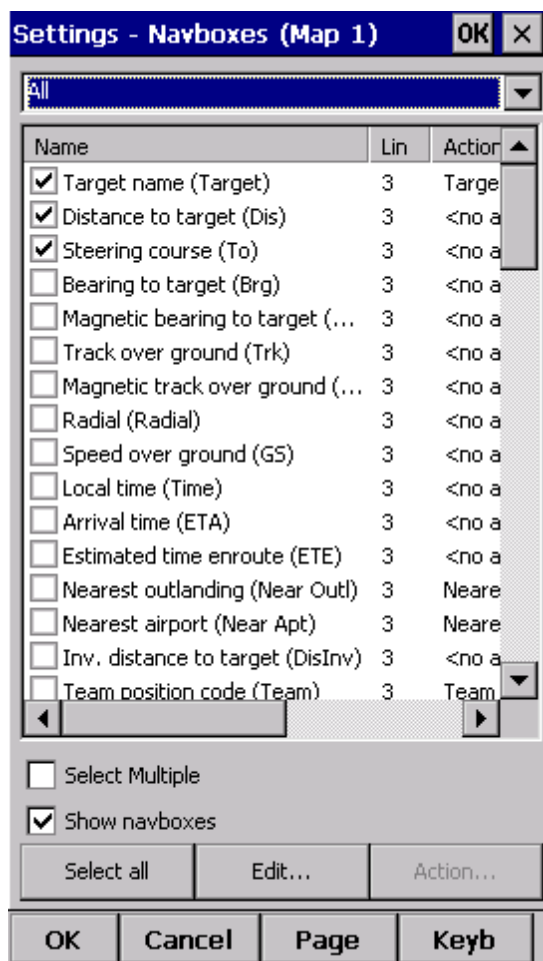 Settings - Navboxes (Map 1) OK
All
Name Lin Action
Target name (Target) 3 Targe
Distance to target (Dis) 3 <no a
Steering course (To) 3 <no a
Bearing to target (Brg) 3 <no a
Magnetic bearing to target (... 3 <no a
Track over ground (Trk) 3 <no a
Magnetic track over ground (... 3 <no a
Radial (Radial) 3 <no a
Speed over ground (GS) 3 <no a
Local time (Time) 3 <no a
Arrival time (ETA) 3 <no a
Estimated time enroute (ETE) 3 <no a
Nearest outlanding (Near Outl) 3 Neare
Nearest airport (Near Apt) 3 Neare
Inv. distance to target (DisInv) 3 <no a
Team position code (Team) 3 Team
Select Multiple
Show navboxes
Select all Edit... Action...
OK Cancel Page Keyb